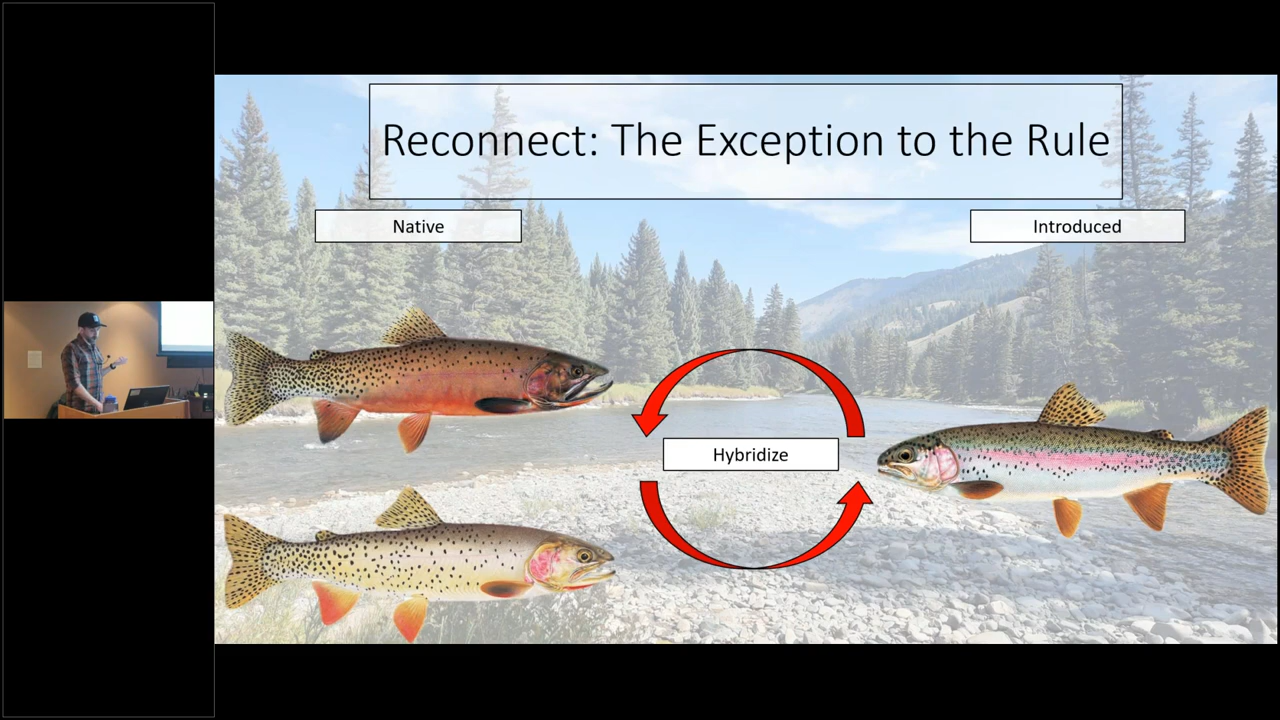 Reconnect: The Exception to the Rule
Native
Introduced
Hybridize